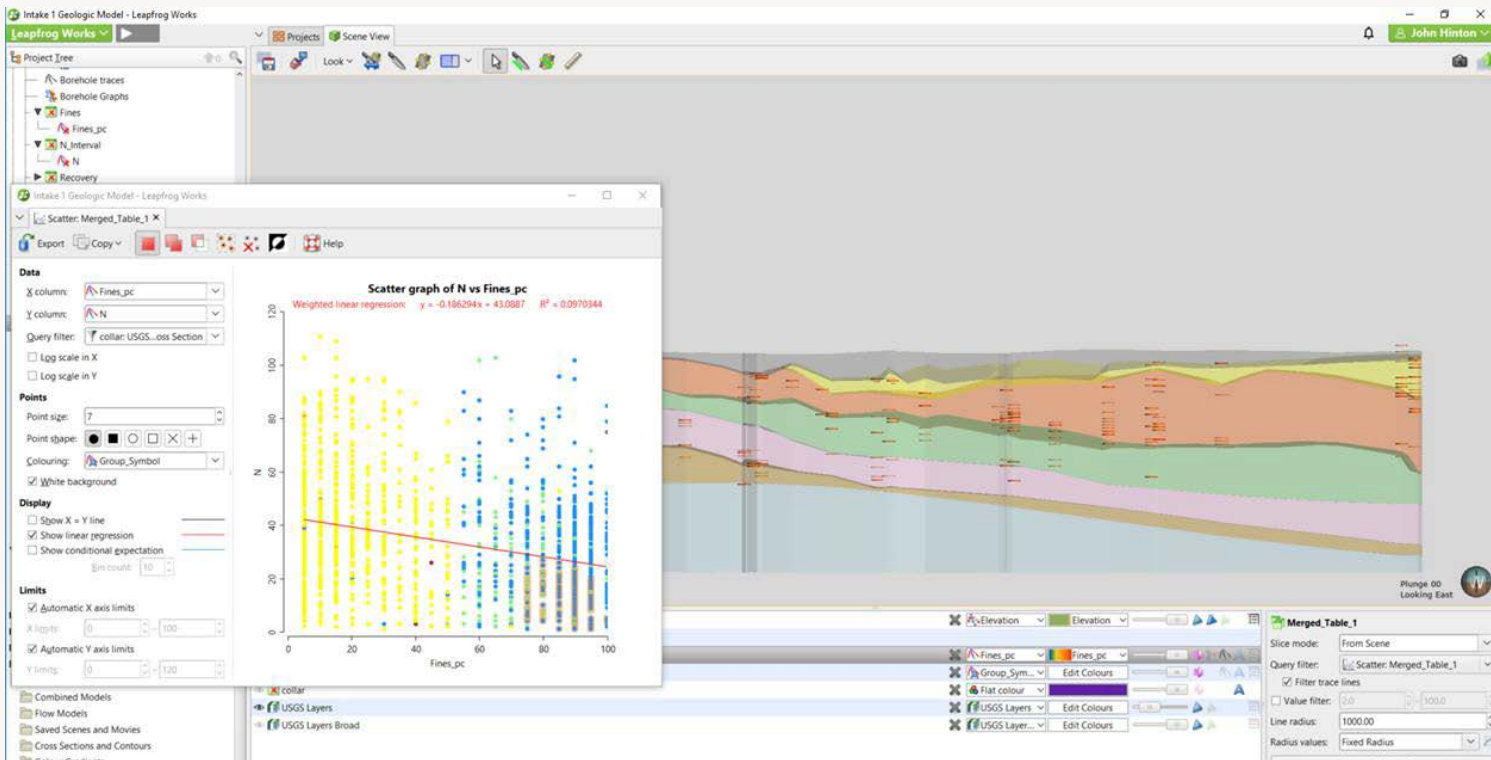 Intake 1 Geologic Model - Leapfrog Works
Leapfrog Works
Projects
Scene View
John Hinton
Project Tree
Look
Borehole traces
Borehole Graphs
Fines
Fines_pc
N_Interval
N
Recovery
Intake 1 Geologic Model - Leapfrog Works
Scatter: Merged_Table_1
Export
Copy
Help
Data
X column: Fines_pc
Y column: N
Query filter: collar: USGS...oss Section
Log scale in X
Log scale in Y
Points
Point size: 7
Point shape:
Colouring: Group_Symbol
White background
Display
Show X = Y line
Show linear regression
Show conditional expectation
Bin count: 10
Limits
Automatic X axis limits
X limits: 0 - 100
Automatic Y axis limits
Y limits: 0 - 120
Scatter graph of N vs Fines_pc
Weighted linear regression: y = -0.186294x + 43.0887 R² = 0.0970344
120
100
80
60
40
20
0
N
0 20 40 60 80 100
Fines_pc
Plunge 00
Looking East
Combined Models
Flow Models
Saved Scenes and Movies
Cross Sections and Contours
Elevation Elevation
Fines_pc Fines_pc
Group_Sym... Edit Colours
collar Flat colour
USGS Layers USGS Layers Edit Colours
USGS Layers Broad USGS Layer... Edit Colours
Merged_Table_1
Slice mode: From Scene
Query filter: Scatter: Merged_Table_1
Filter trace lines
Value filter: 2.0 - 100.0
Line radius: 1000.00
Radius values: Fixed Radius